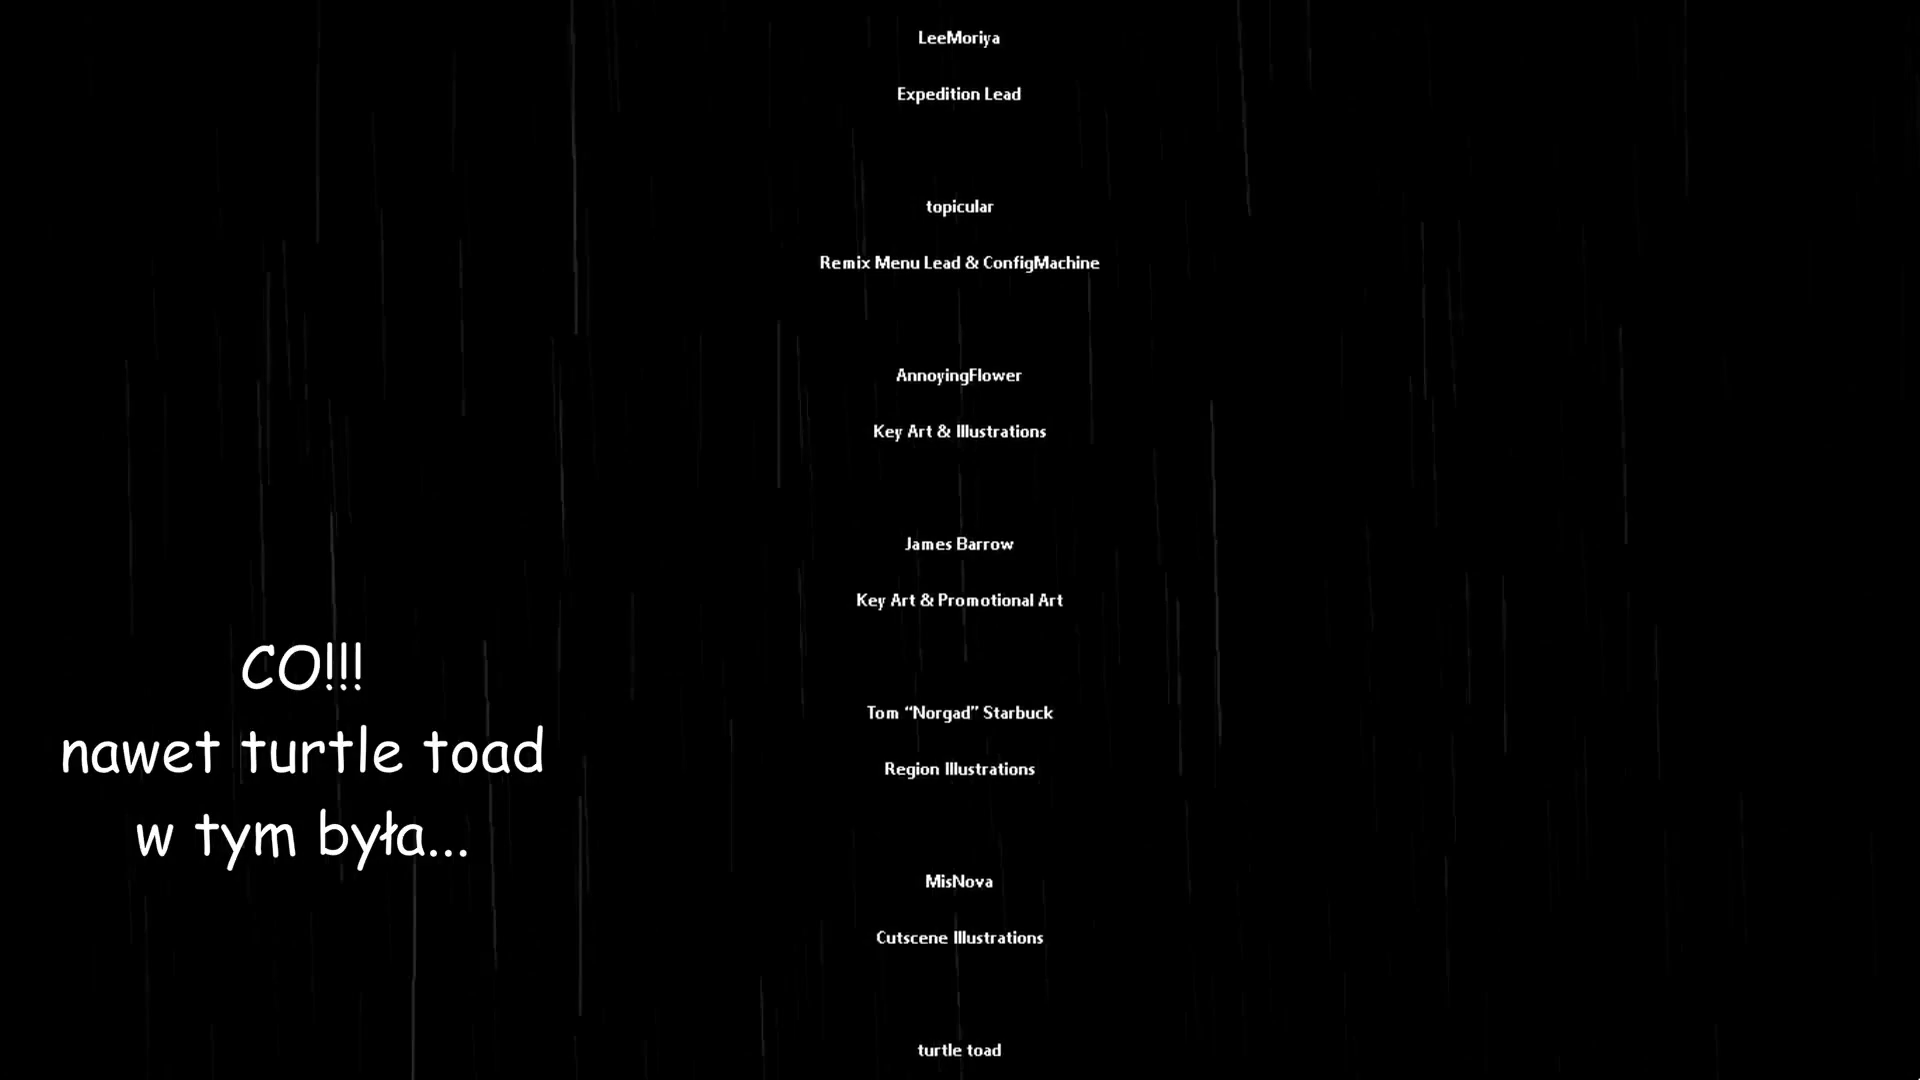 LeeMoriya
Expedition Lead
topicular
Remix Menu Lead & ConfigMachine
AnnoyingFlower
Key Art & Illustrations
James Barrow
Key Art & Promotional Art
Tom “Norgad” Starbuck
Region Illustrations
MisNova
Cutscene Illustrations
turtle toad
CO!!!
nawet turtle toad
w tym była...